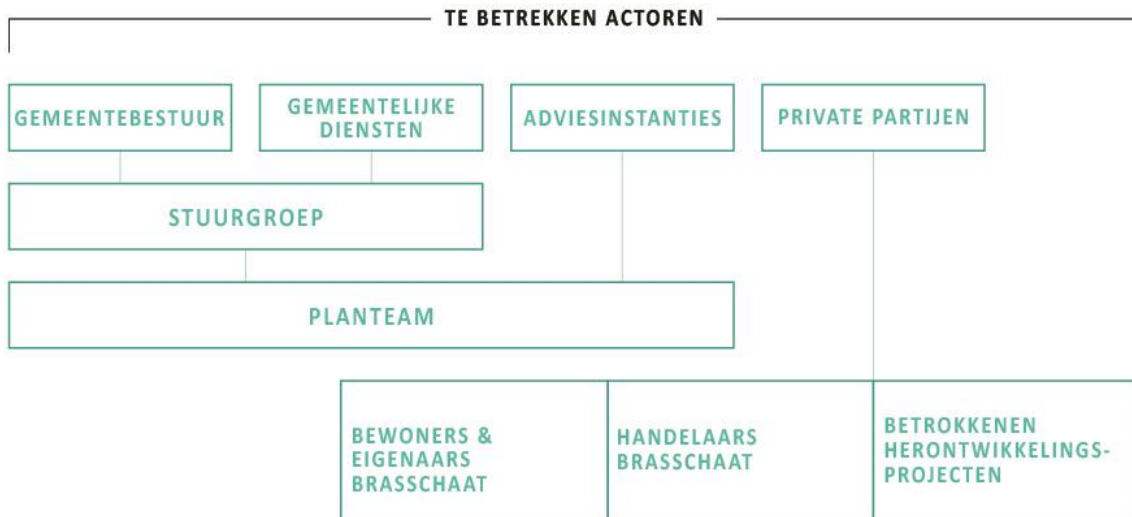 TE BETREKKEN ACTOREN
GEMEENTEBESTUUR
GEMEENTELIJKE
DIENSTEN
ADVIESINSTANTIES
PRIVATE PARTIJEN
STUURGROEP
PLANTEAM
BEWONERS &
EIGENAARS
BRASSCHAAT
HANDELAARS
BRASSCHAAT
BETROKKENEN
HERONTWIKKELINGS-
PROJECTEN